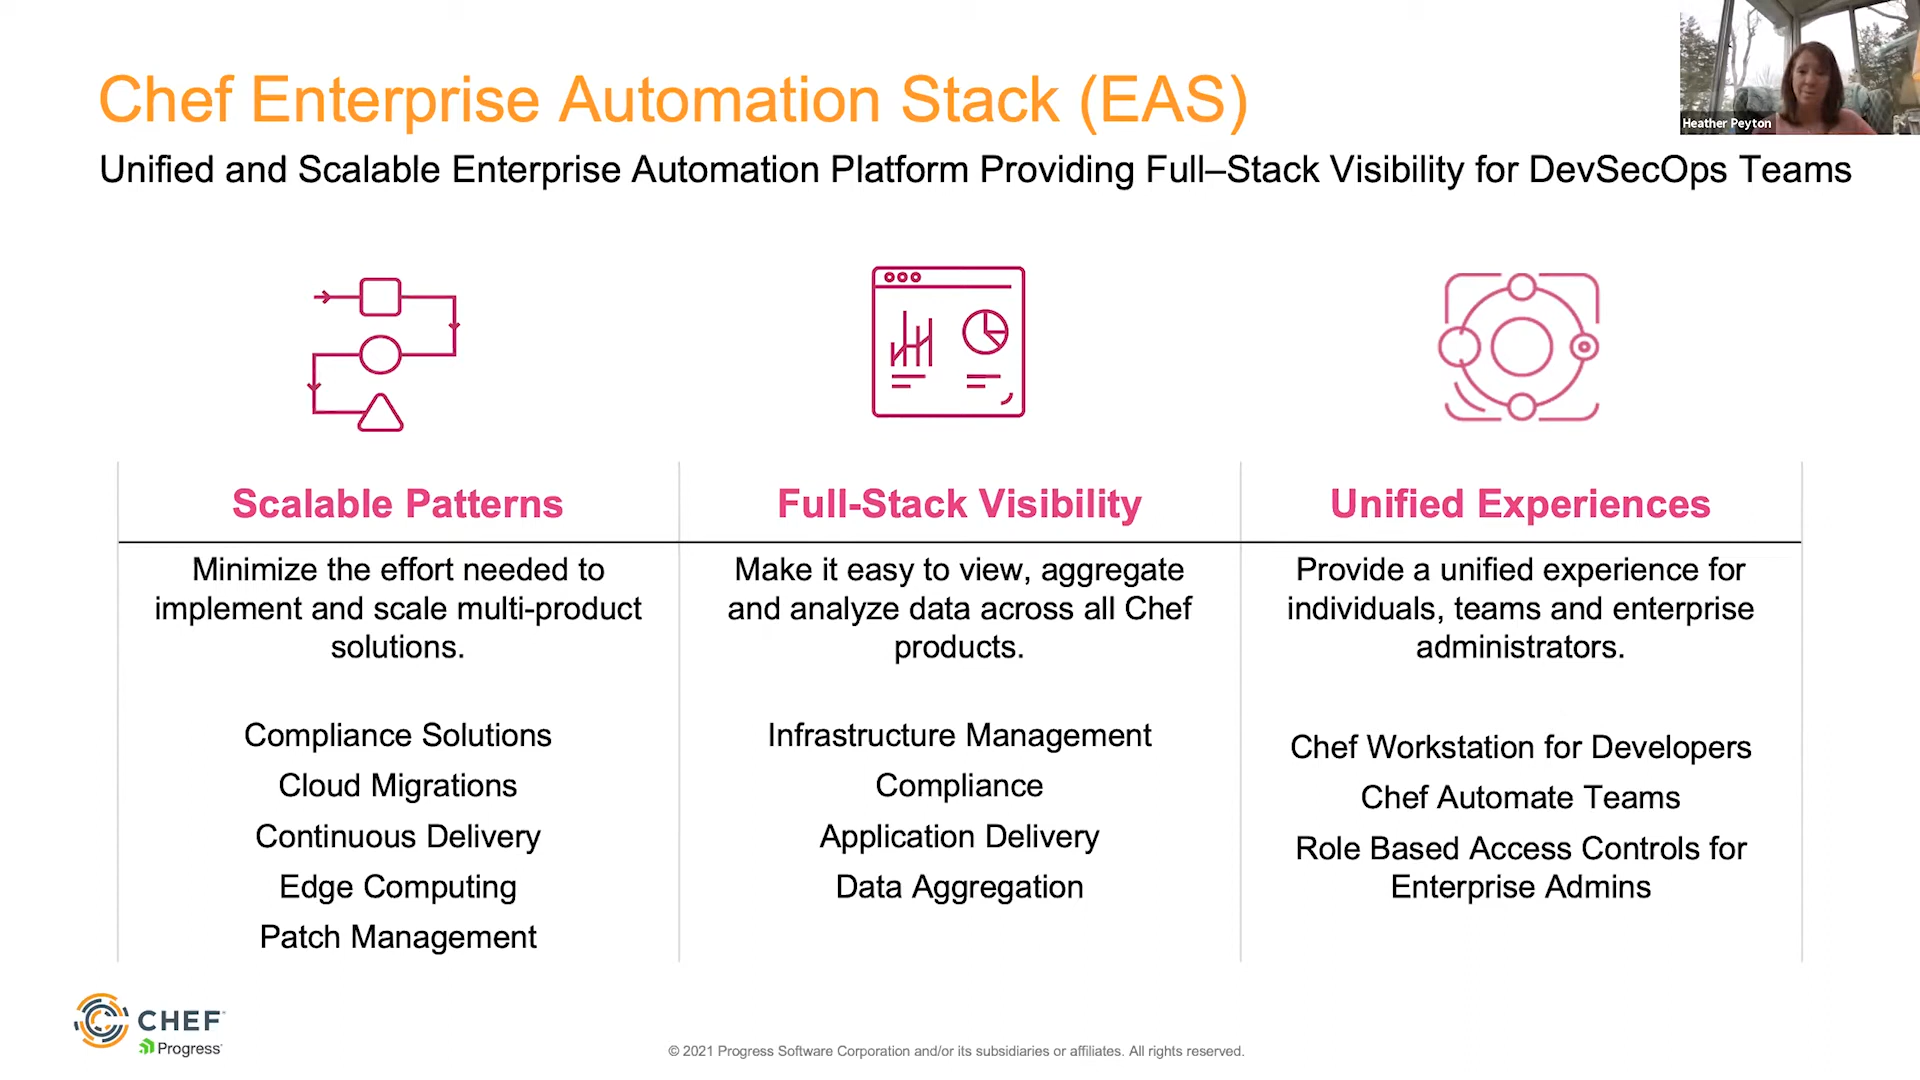 Chef Enterprise Automation Stack (EAS)
Unified and Scalable Enterprise Automation Platform Providing Full–Stack Visibility for DevSecOps Teams
Heather Peyton
Scalable Patterns
Minimize the effort needed to
implement and scale multi-product
solutions.
Compliance Solutions
Cloud Migrations
Continuous Delivery
Edge Computing
Patch Management
Full-Stack Visibility
Make it easy to view, aggregate
and analyze data across all Chef
products.
Infrastructure Management
Compliance
Application Delivery
Data Aggregation
Unified Experiences
Provide a unified experience for
individuals, teams and enterprise
administrators.
Chef Workstation for Developers
Chef Automate Teams
Role Based Access Controls for
Enterprise Admins
CHEF
Progress
© 2021 Progress Software Corporation and/or its subsidiaries or affiliates. All rights reserved.